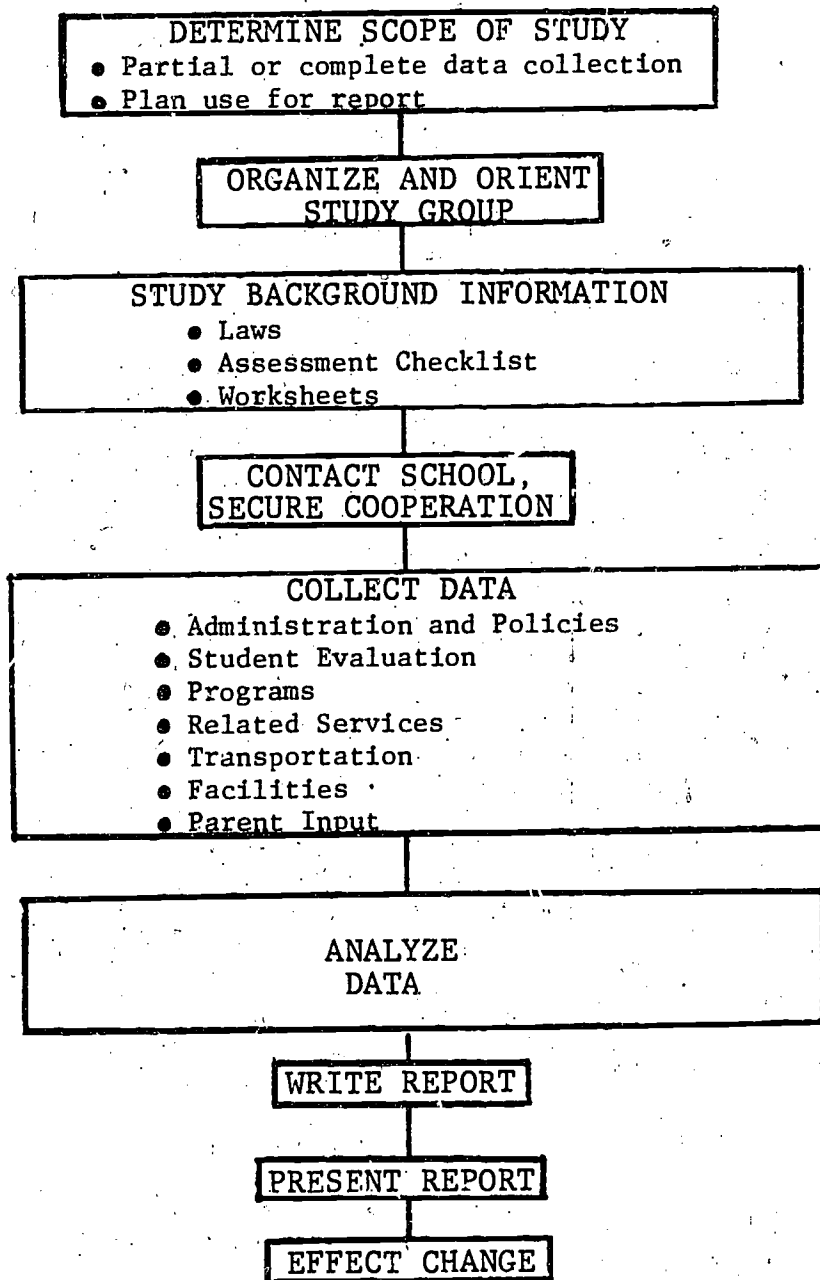 DETERMINE SCOPE OF STUDY
• Partial or complete data collection
• Plan use for report
ORGANIZE AND ORIENT
STUDY GROUP
STUDY BACKGROUND INFORMATION
• Laws
• Assessment Checklist
• Worksheets
CONTACT SCHOOL,
SECURE COOPERATION
COLLECT DATA
• Administration and Policies
• Student Evaluation
• Programs
• Related Services
• Transportation
• Facilities
• Parent Input
ANALYZE
DATA
WRITE REPORT
PRESENT REPORT
EFFECT CHANGE